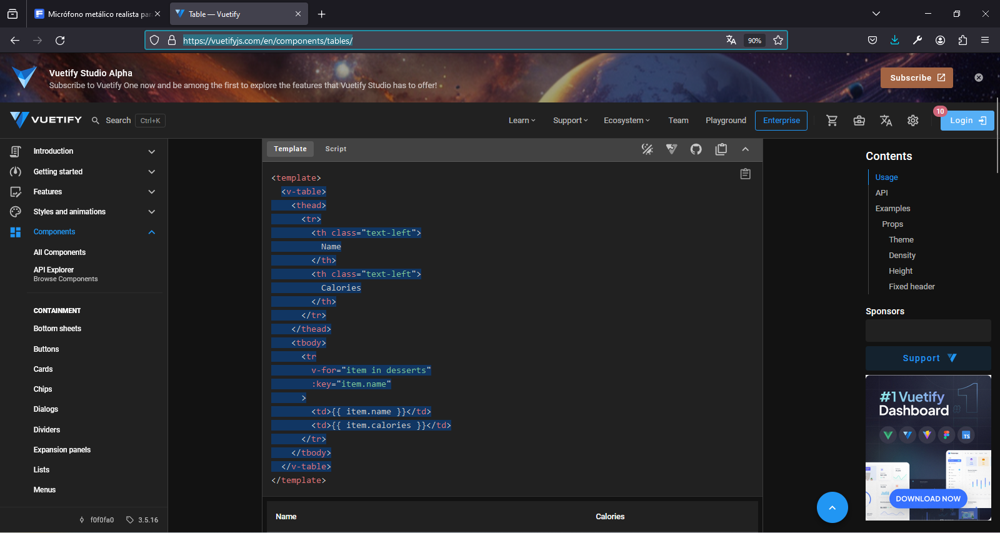 Micrófono metálico realista par
Table — Vuetify
https://vuetifyjs.com/en/components/tables/
90%
Vuetify Studio Alpha
Subscribe to Vuetify One now and be among the first to explore the features that Vuetify Studio has to offer!
Subscribe
VUETIFY
Search
Ctrl+K
Learn
Support
Ecosystem
Team
Playground
Enterprise
10
Login
Introduction
Getting started
Features
Styles and animations
Components
All Components
API Explorer
Browse Components
CONTAINMENT
Bottom sheets
Buttons
Cards
Chips
Dialogs
Dividers
Expansion panels
Lists
Menus
f0f0fa0
3.5.16
Template
Script
<template>
<v-table>
<thead>
<tr>
<th class="text-left">
Name
</th>
<th class="text-left">
Calories
</th>
</tr>
</thead>
<tbody>
<tr
v-for="item in desserts"
:key="item.name"
>
<td>{{ item.name }}</td>
<td>{{ item.calories }}</td>
</tr>
</tbody>
</v-table>
</template>
Name
Calories
Contents
Usage
API
Examples
Props
Theme
Density
Height
Fixed header
Sponsors
Support
#1 Vuetify
Dashboard
#1
TS
DOWNLOAD NOW